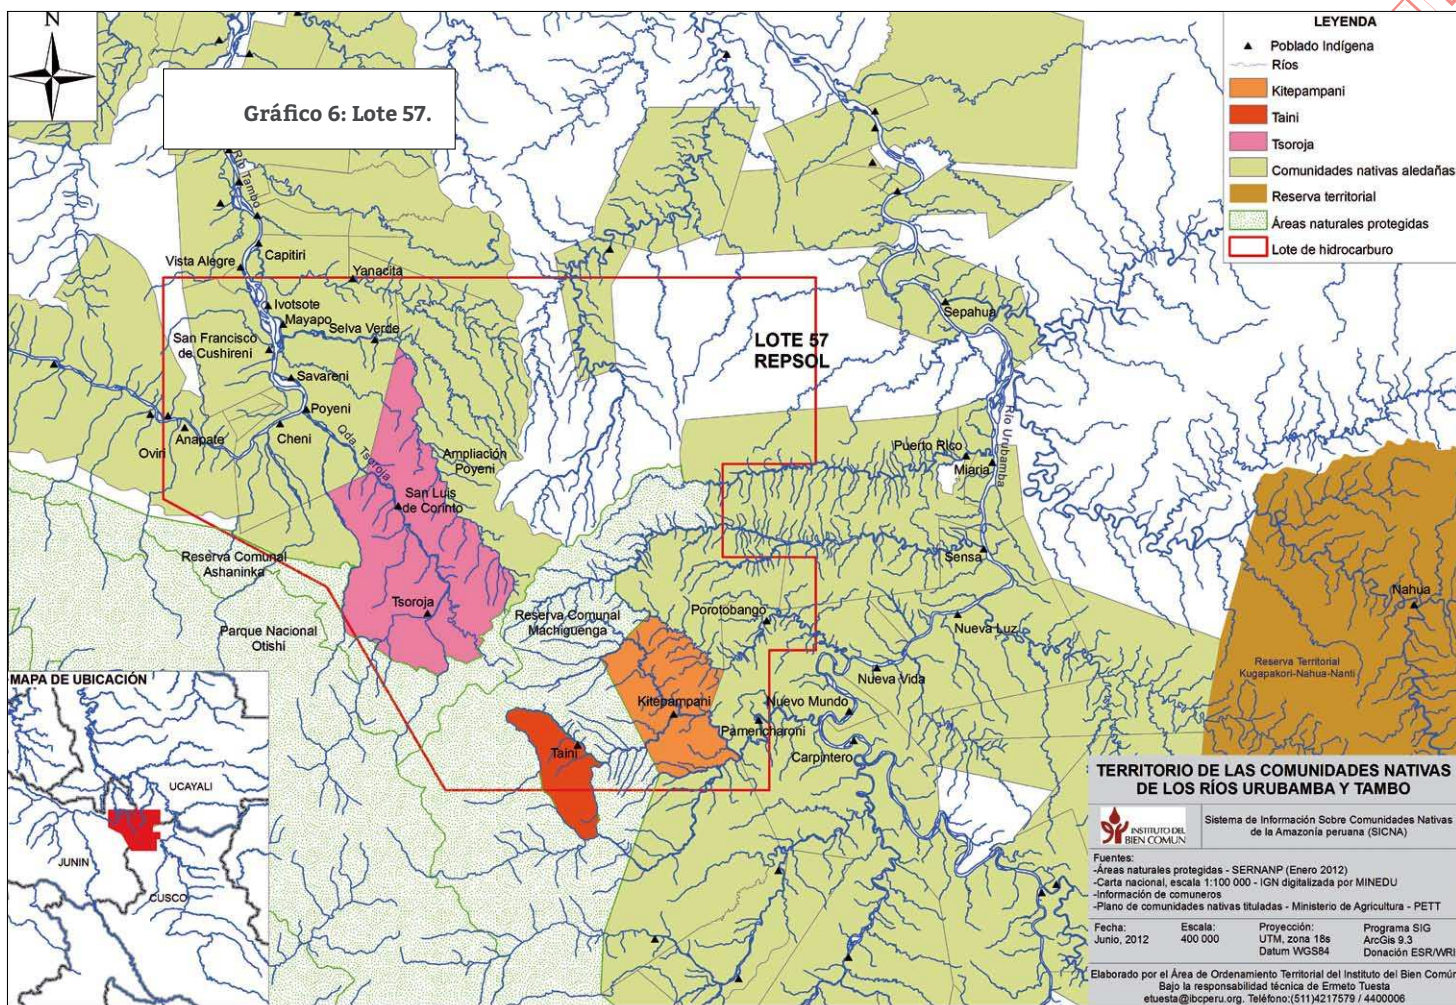 N
Gráfico 6: Lote 57.
LEYENDA
Poblado Indígena
Ríos
Kitepampani
Taini
Tsoroja
Comunidades nativas aledañas
Reserva territorial
Áreas naturales protegidas
Lote de hidrocarburo
Río Tambo
Capitiri
Vista Alegre
Yanacita
Ivotsote
Mayapo
Selva Verde
San Francisco
de Cushireni
Savareni
Poyeni
Cheni
Anapate
Oviri
Qda. Tsoroja
Ampliación
Poyeni
San Luis
de Corinto
Tsoroja
LOTE 57
REPSOL
Sepahua
Río Urubamba
Puerto Rico
Miaria
Sensa
Reserva Comunal
Ashaninka
Parque Nacional
Otishi
Reserva Comunal
Machiguenga
Porotobango
Nueva Luz
Nueva Vida
Kitepampani
Nuevo Mundo
Pamencharoni
Carpintero
Taini
Nahua
Reserva Territorial
Kugapakori-Nahua-Nanti
MAPA DE UBICACIÓN
UCAYALI
JUNIN
CUSCO
TERRITORIO DE LAS COMUNIDADES NATIVAS
DE LOS RÍOS URUBAMBA Y TAMBO
INSTITUTO DEL
BIEN COMÚN
Sistema de Información Sobre Comunidades Nativas
de la Amazonía peruana (SICNA)
Fuentes:
-Áreas naturales protegidas - SERNANP (Enero 2012)
-Carta nacional, escala 1:100 000 - IGN digitalizada por MINEDU
-Información de comuneros
-Plano de comunidades nativas tituladas - Ministerio de Agricultura - PETT
Fecha:
Junio, 2012
Escala:
400 000
Proyección:
UTM, zona 18s
Datum WGS84
Programa SIG
ArcGis 9.3
Donación ESR/WRI
Elaborado por el Área de Ordenamiento Territorial del Instituto del Bien Común
Bajo la responsabilidad técnica de Ermeto Tuesta
etuesta@ibcperu.org. Teléfono:(511)4217579 / 4400006